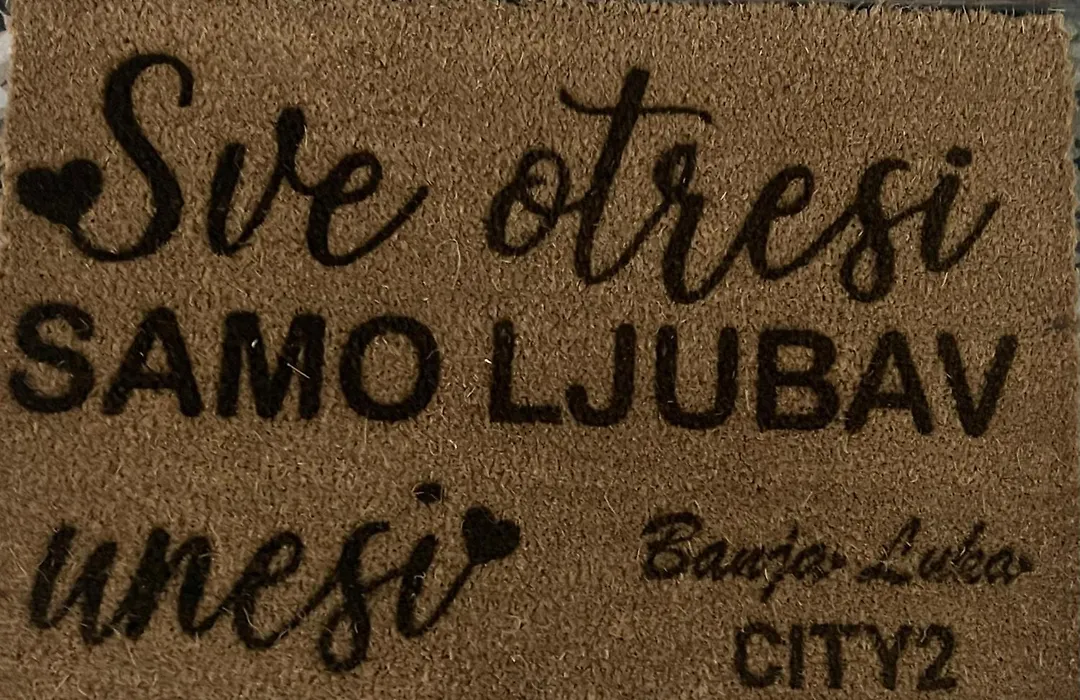 Sve otresi
SAMO LJUBAV
unesi
Banja Luka
CITY2